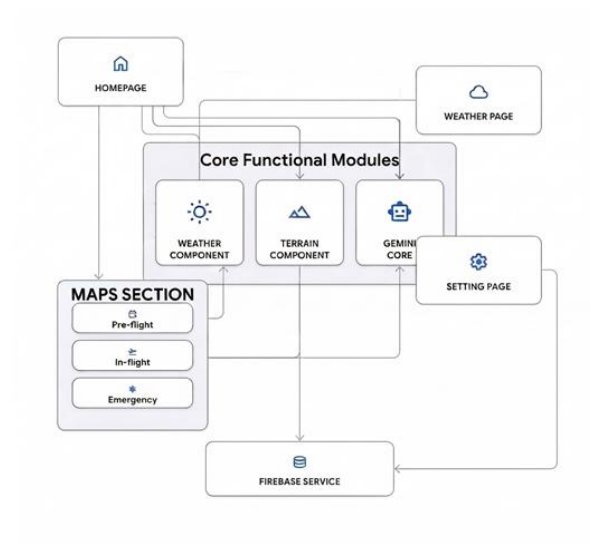 HOMEPAGE
WEATHER PAGE
Core Functional Modules
WEATHER
COMPONENT
TERRAIN
COMPONENT
GEMINI
CORE
SETTING PAGE
MAPS SECTION
Pre-flight
In-flight
Emergency
FIREBASE SERVICE